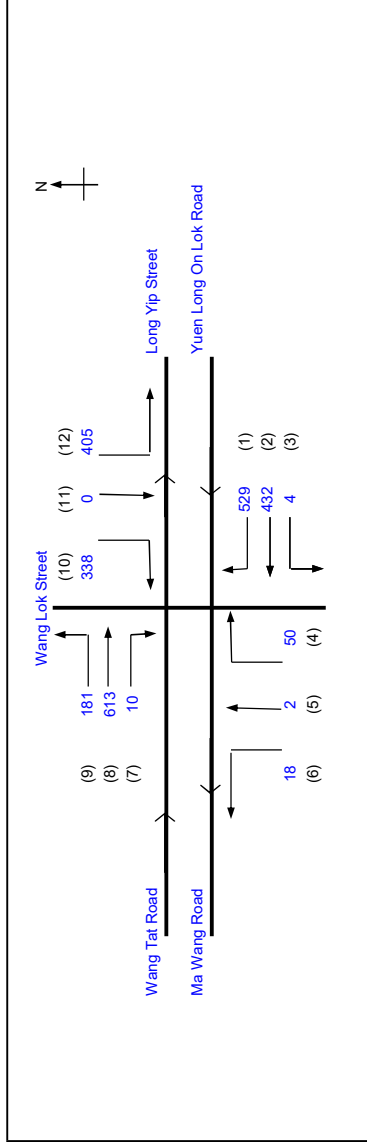 N
Wang Lok Street
(10) (11) (12)
338 0 405
(9) 181
(8) 613
(7) 10
Wang Tat Road
Long Yip Street
Ma Wang Road
Yuen Long On Lok Road
529 (1)
432 (2)
4 (3)
18 2 50
(6) (5) (4)